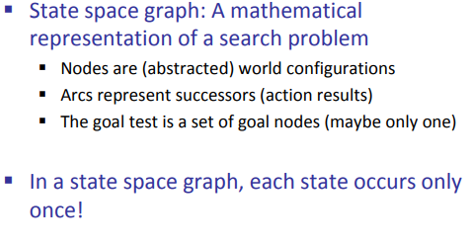 ▪ State space graph: A mathematical
representation of a search problem
▪ Nodes are (abstracted) world configurations
▪ Arcs represent successors (action results)
▪ The goal test is a set of goal nodes (maybe only one)
▪ In a state space graph, each state occurs only
once!